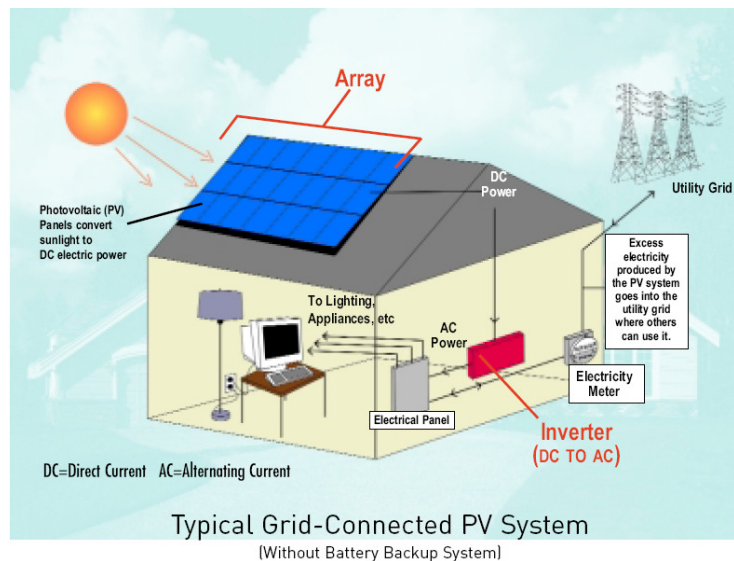 Array
DC
Power
Utility Grid
Photovoltaic (PV)
Panels convert
sunlight to
DC electric power
Excess
electricity
produced by
the PV system
goes into the
utility grid
where others
can use it.
To Lighting,
Appliances, etc
AC
Power
Electricity
Meter
Electrical Panel
Inverter
(DC TO AC)
DC=Direct Current AC=Alternating Current
Typical Grid-Connected PV System
(Without Battery Backup System)